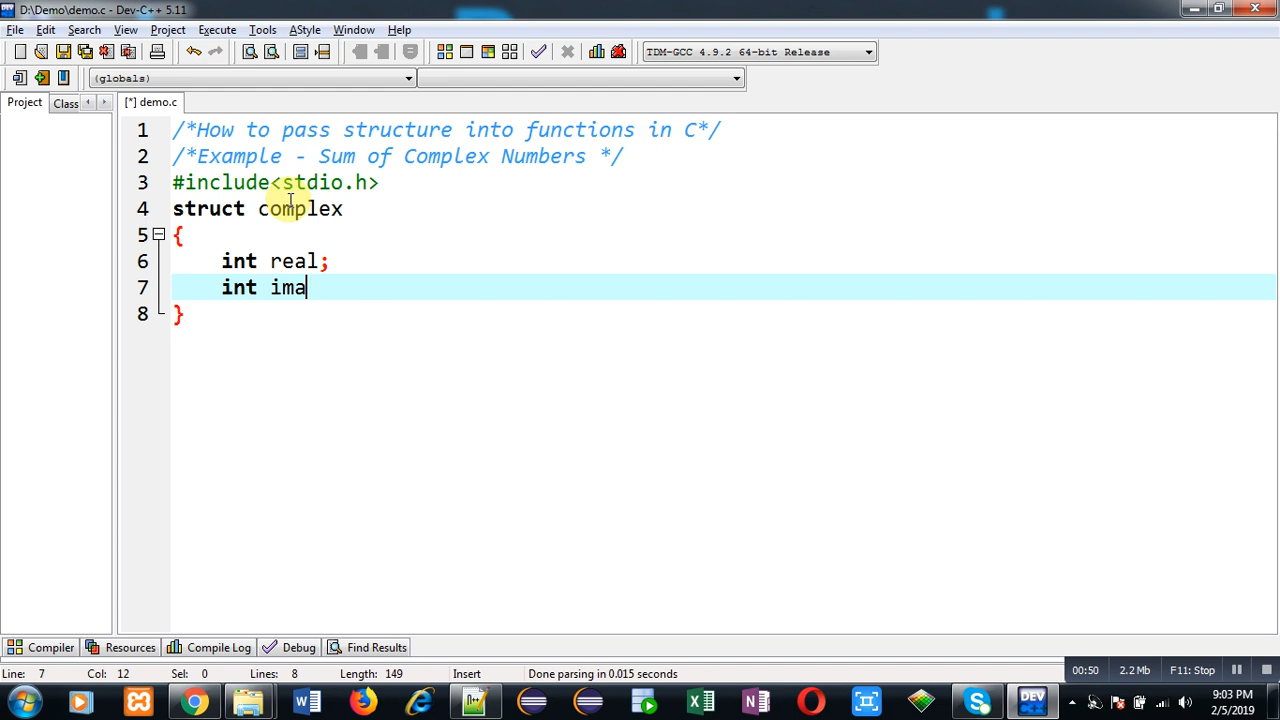 D:\Demo\demo.c - Dev-C++ 5.11
File Edit Search View Project Execute Tools AStyle Window Help
TDM-GCC 4.9.2 64-bit Release
(globals)
Project Class [*] demo.c
1 /*How to pass structure into functions in C*/
2 /*Example - Sum of Complex Numbers */
3 #include<stdio.h>
4 struct complex
5 {
6 int real;
7 int ima
8 }
Compiler Resources Compile Log Debug Find Results
Line: 7 Col: 12 Sel: 0 Lines: 8 Length: 149 Insert Done parsing in 0.015 seconds
00:50 2.2 Mb F11: Stop
DEV
9:03 PM
2/5/2019